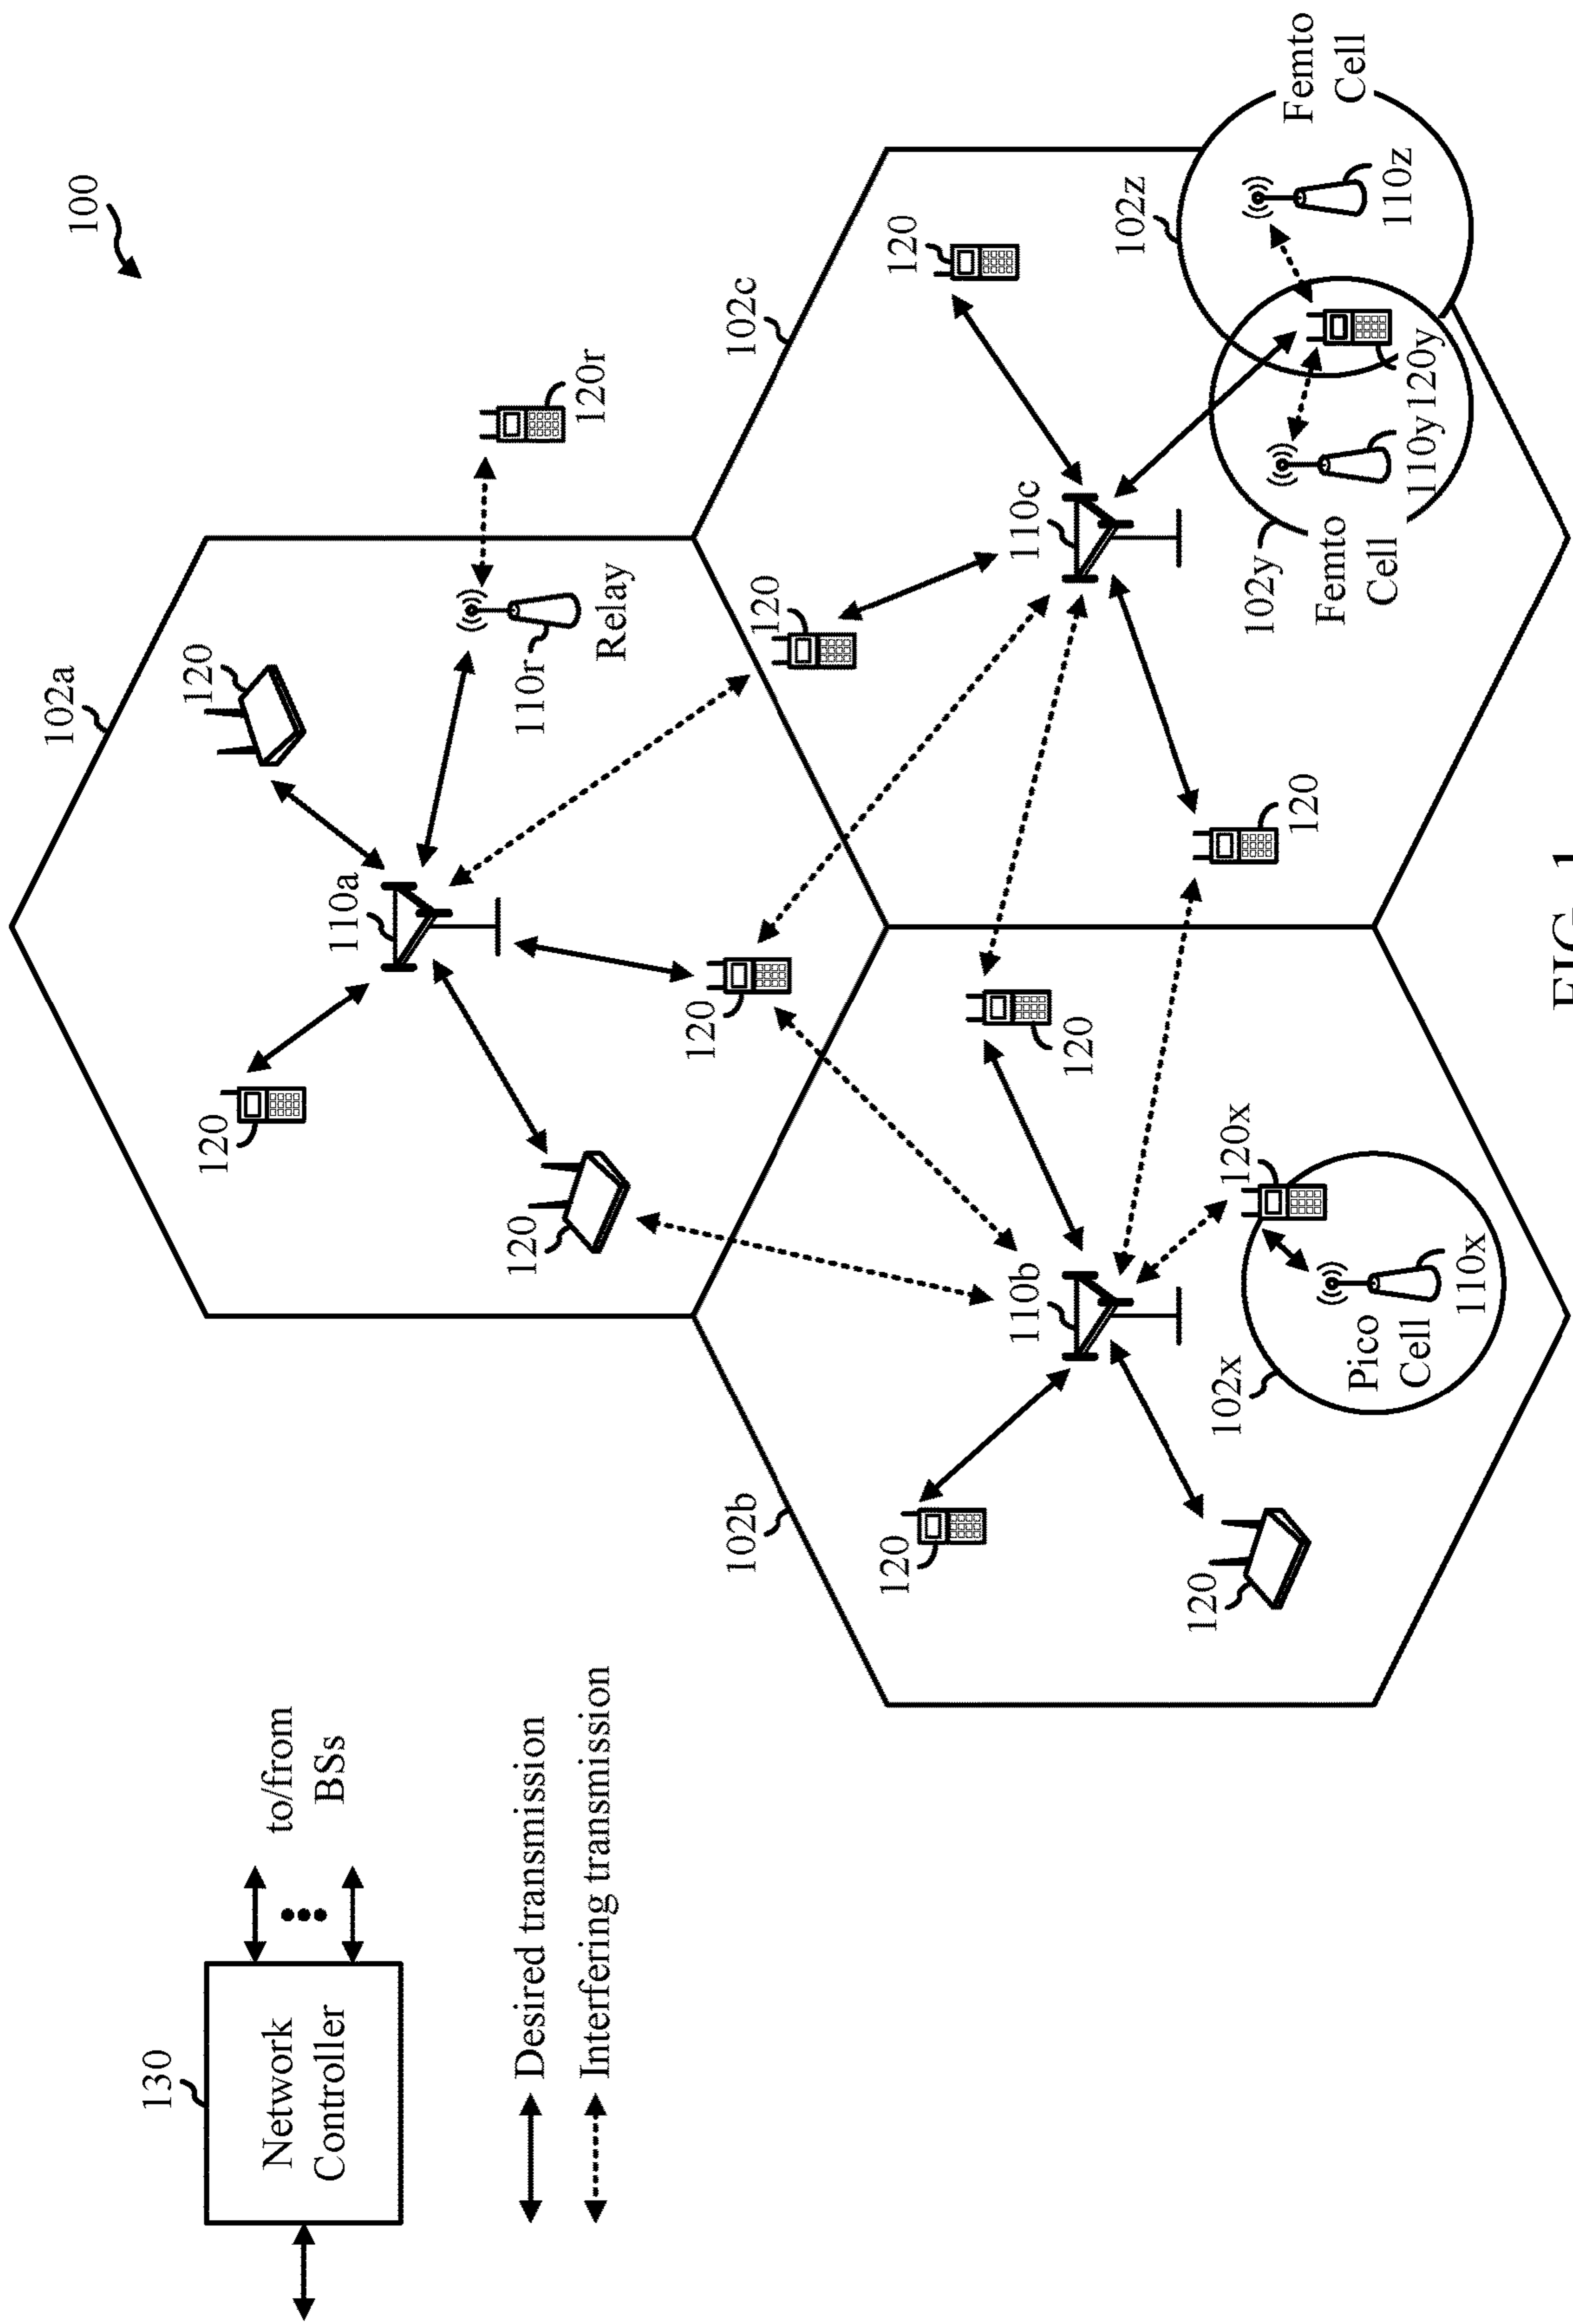 100
130
Network
Controller
to/from
BSs
Desired transmission
Interfering transmission
102a
120
110a
120
120
120
110r
Relay
120r
120
102b
120
110b
120
120
102x
Pico
Cell
110x
120x
102c
120
120
110c
120
102y
Femto
Cell
110y
120y
102z
110z
Femto
Cell
FIG. 1